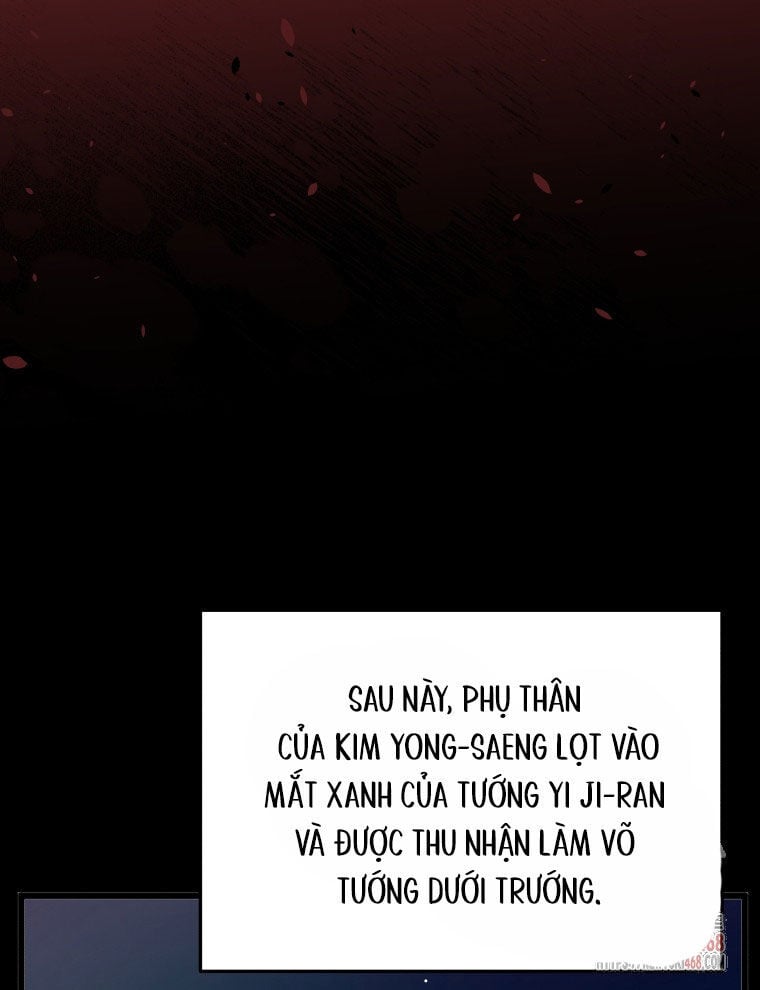 SAU NÀY, PHỤ THÂN
CỦA KIM YONG-SAENG LỌT VÀO
MẮT XANH CỦA TƯỚNG YI JI-RAN
VÀ ĐƯỢC THU NHẬN LÀM VÕ
TƯỚNG DƯỚI TRƯỚNG.